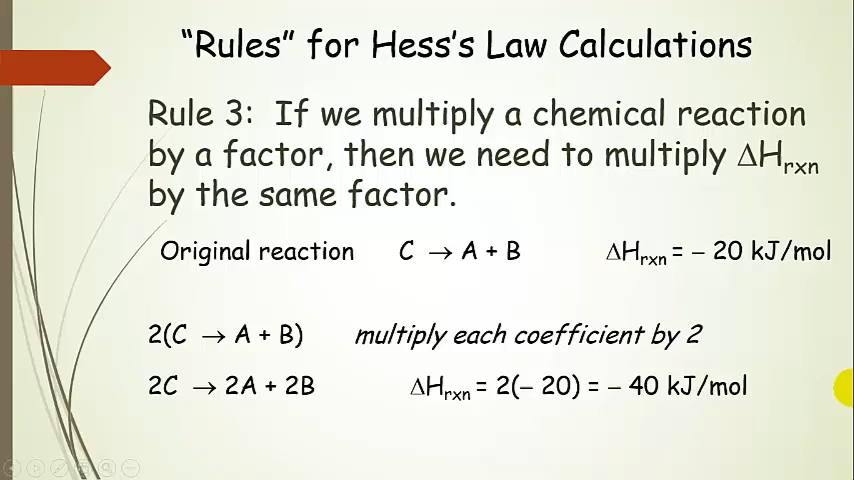 “Rules” for Hess’s Law Calculations
Rule 3: If we multiply a chemical reaction
by a factor, then we need to multiply ΔHrxn
by the same factor.
Original reaction C → A + B ΔHrxn = – 20 kJ/mol
2(C → A + B) multiply each coefficient by 2
2C → 2A + 2B ΔHrxn = 2(– 20) = – 40 kJ/mol